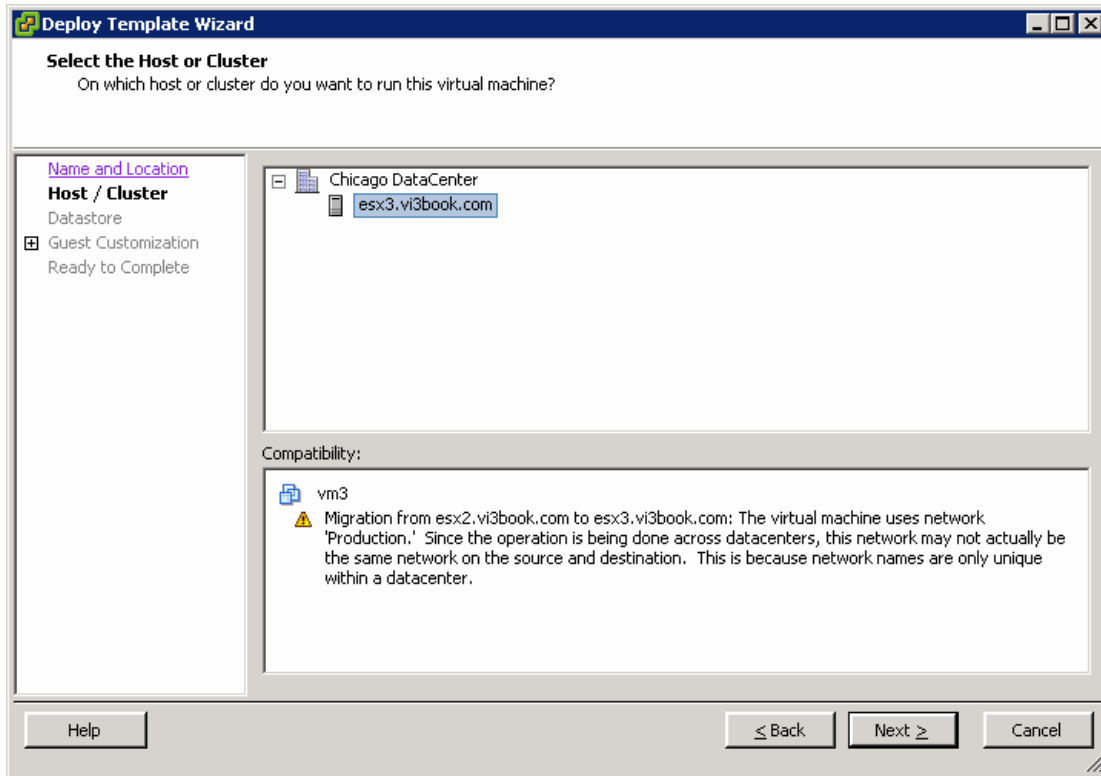 Deploy Template Wizard
Select the Host or Cluster
On which host or cluster do you want to run this virtual machine?
Name and Location
Host / Cluster
Datastore
Guest Customization
Ready to Complete
Chicago DataCenter
esx3.vi3book.com
Compatibility:
vm3
Migration from esx2.vi3book.com to esx3.vi3book.com: The virtual machine uses network
'Production.' Since the operation is being done across datacenters, this network may not actually be
the same network on the source and destination. This is because network names are only unique
within a datacenter.
Help
< Back
Next >
Cancel